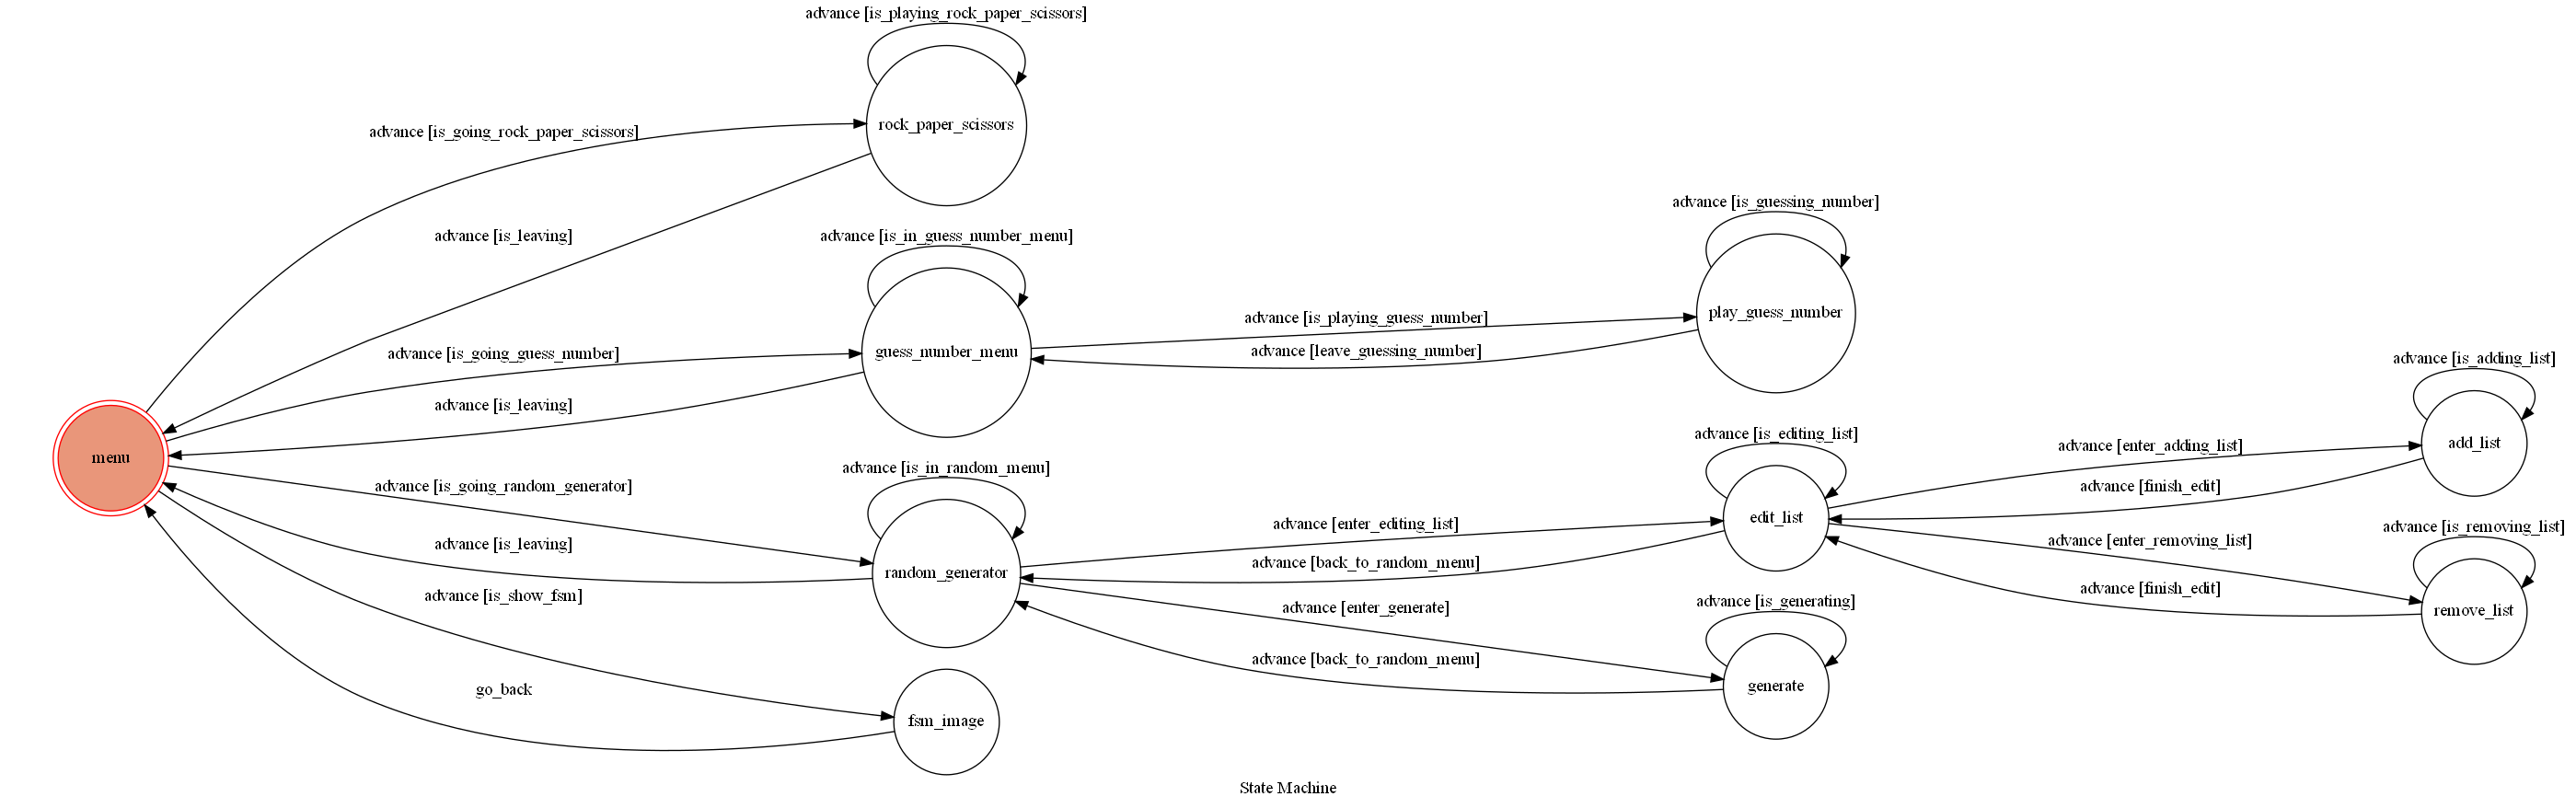 advance [is_playing_rock_paper_scissors]
rock_paper_scissors
advance [is_going_rock_paper_scissors]
advance [is_leaving]
advance [is_in_guess_number_menu]
guess_number_menu
advance [is_going_guess_number]
advance [is_leaving]
advance [is_guessing_number]
play_guess_number
advance [is_playing_guess_number]
advance [leave_guessing_number]
menu
advance [is_in_random_menu]
advance [is_going_random_generator]
advance [is_leaving]
random_generator
advance [is_show_fsm]
go_back
fsm_image
advance [is_editing_list]
edit_list
advance [enter_editing_list]
advance [back_to_random_menu]
advance [enter_generate]
advance [is_generating]
generate
advance [back_to_random_menu]
advance [is_adding_list]
add_list
advance [enter_adding_list]
advance [finish_edit]
advance [is_removing_list]
advance [enter_removing_list]
advance [finish_edit]
remove_list
State Machine